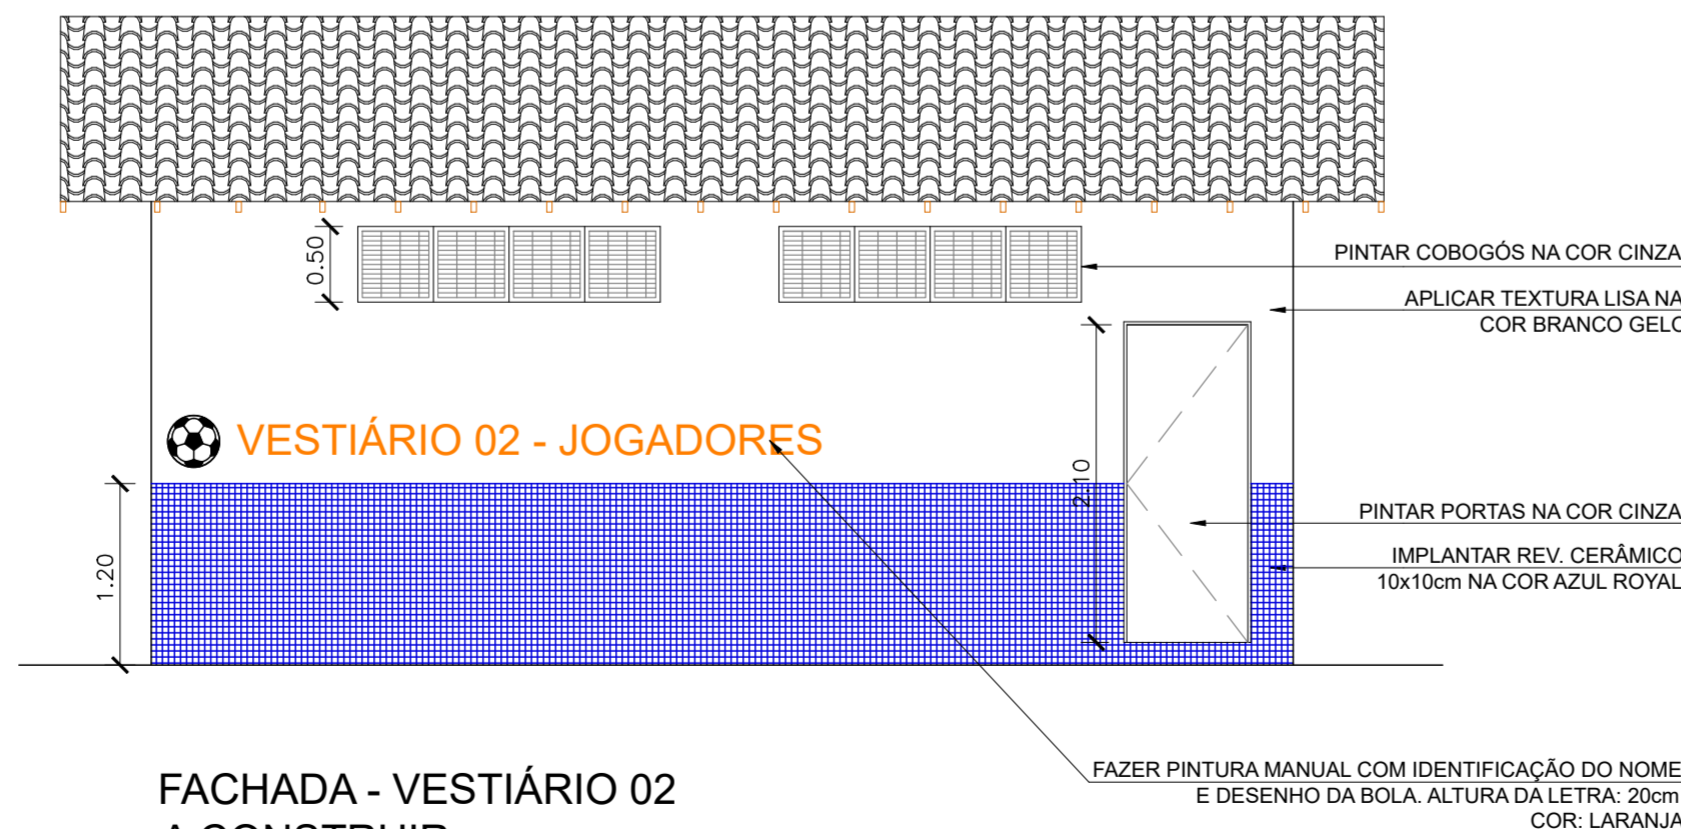 0.50
PINTAR COBOGÓS NA COR CINZA
APLICAR TEXTURA LISA NA
COR BRANCO GELO
VESTIÁRIO 02 - JOGADORES
2.10
1.20
PINTAR PORTAS NA COR CINZA
IMPLANTAR REV. CERÂMICO
10x10cm NA COR AZUL ROYAL
FAZER PINTURA MANUAL COM IDENTIFICAÇÃO DO NOME
E DESENHO DA BOLA. ALTURA DA LETRA: 20cm
COR: LARANJA
FACHADA - VESTIÁRIO 02
A CONSTRUIR